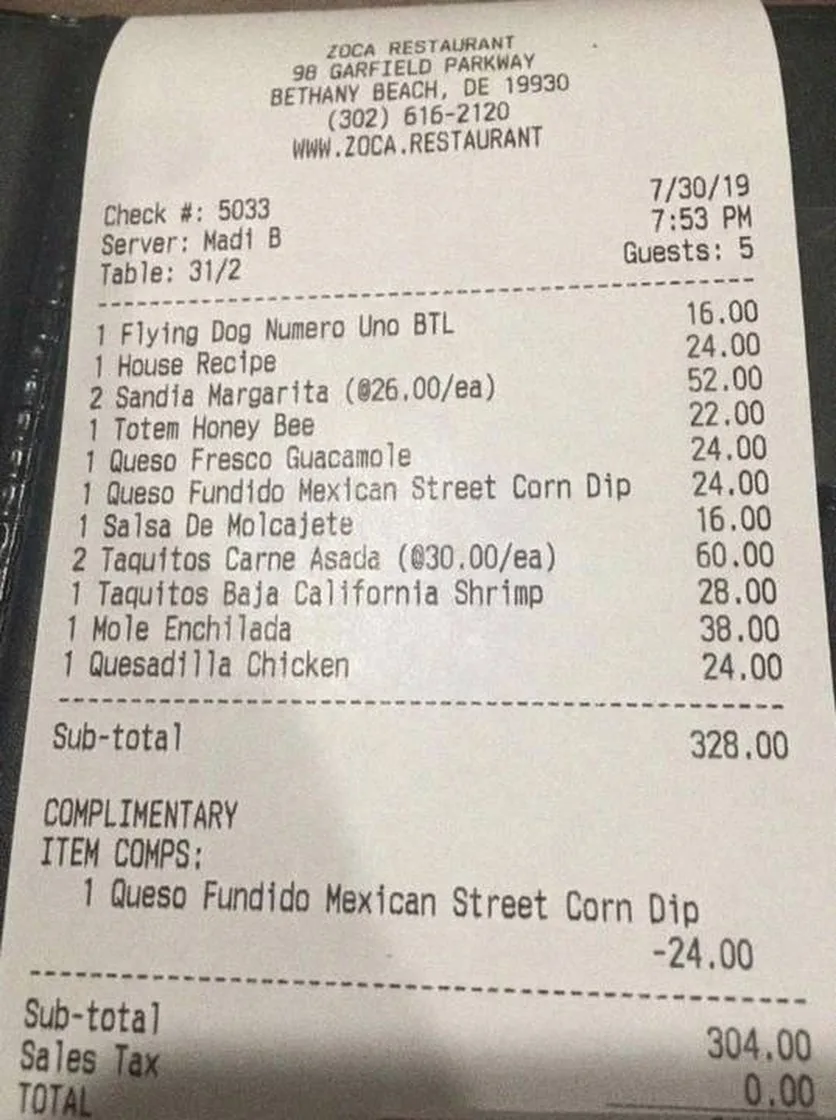 ZOCA RESTAURANT
98 GARFIELD PARKWAY
BETHANY BEACH, DE 19930
(302) 616-2120
WWW.ZOCA.RESTAURANT
Check #: 5033 7/30/19
Server: Madi B 7:53 PM
Table: 31/2 Guests: 5
1 Flying Dog Numero Uno BTL 16.00
1 House Recipe 24.00
2 Sandia Margarita (@26.00/ea) 52.00
1 Totem Honey Bee 22.00
1 Queso Fresco Guacamole 24.00
1 Queso Fundido Mexican Street Corn Dip 24.00
1 Salsa De Molcajete 16.00
2 Taquitos Carne Asada (@30.00/ea) 60.00
1 Taquitos Baja California Shrimp 28.00
1 Mole Enchilada 38.00
1 Quesadilla Chicken 24.00
Sub-total 328.00
COMPLIMENTARY
ITEM COMPS:
1 Queso Fundido Mexican Street Corn Dip
-24.00
Sub-total 304.00
Sales Tax 0.00
TOTAL